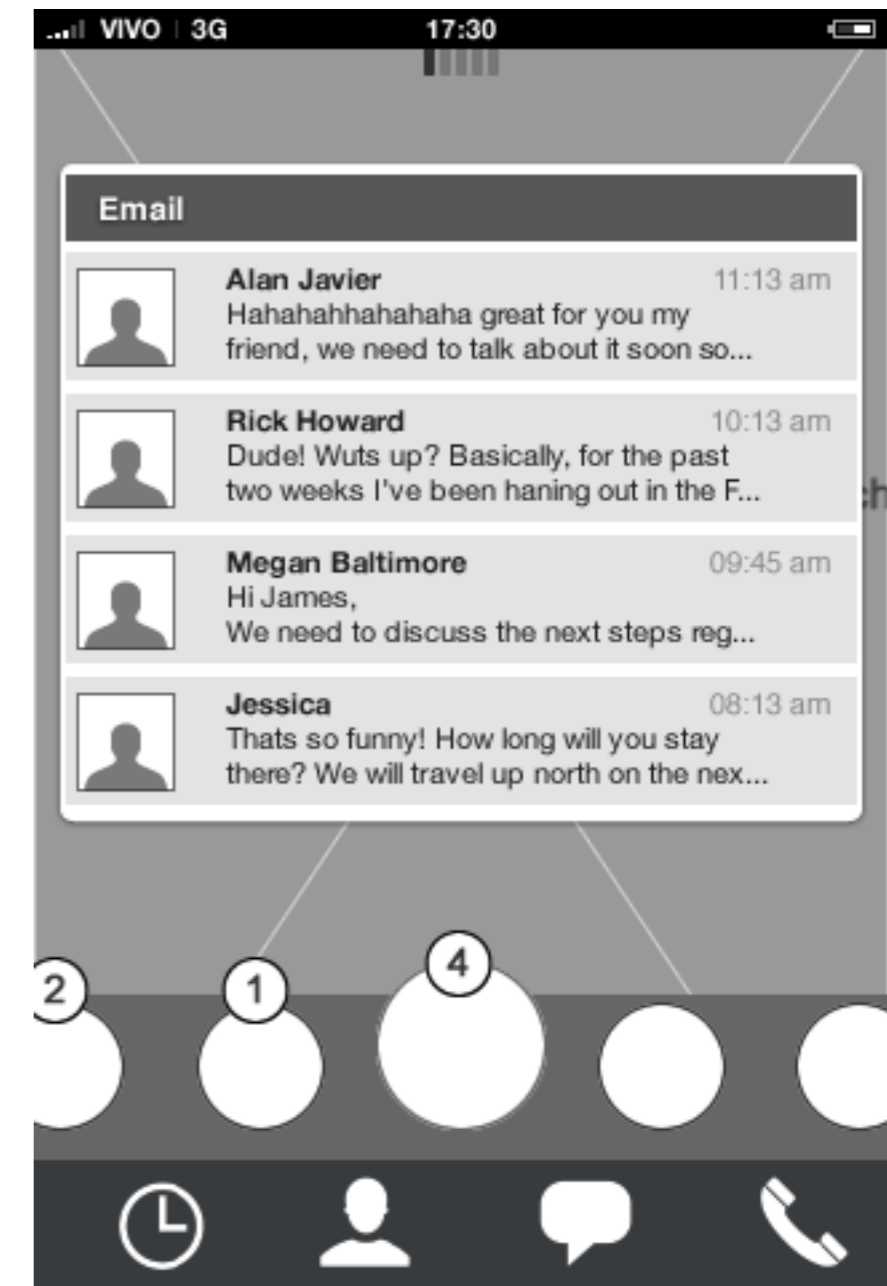 VIVO 3G 17:30
Email
Alan Javier 11:13 am
Hahahahhahahaha great for you my
friend, we need to talk about it soon so...
Rick Howard 10:13 am
Dude! Wuts up? Basically, for the past
two weeks I've been haning out in the F...
ch
Megan Baltimore 09:45 am
Hi James,
We need to discuss the next steps reg...
Jessica 08:13 am
Thats so funny! How long will you stay
there? We will travel up north on the nex...
2 1 4